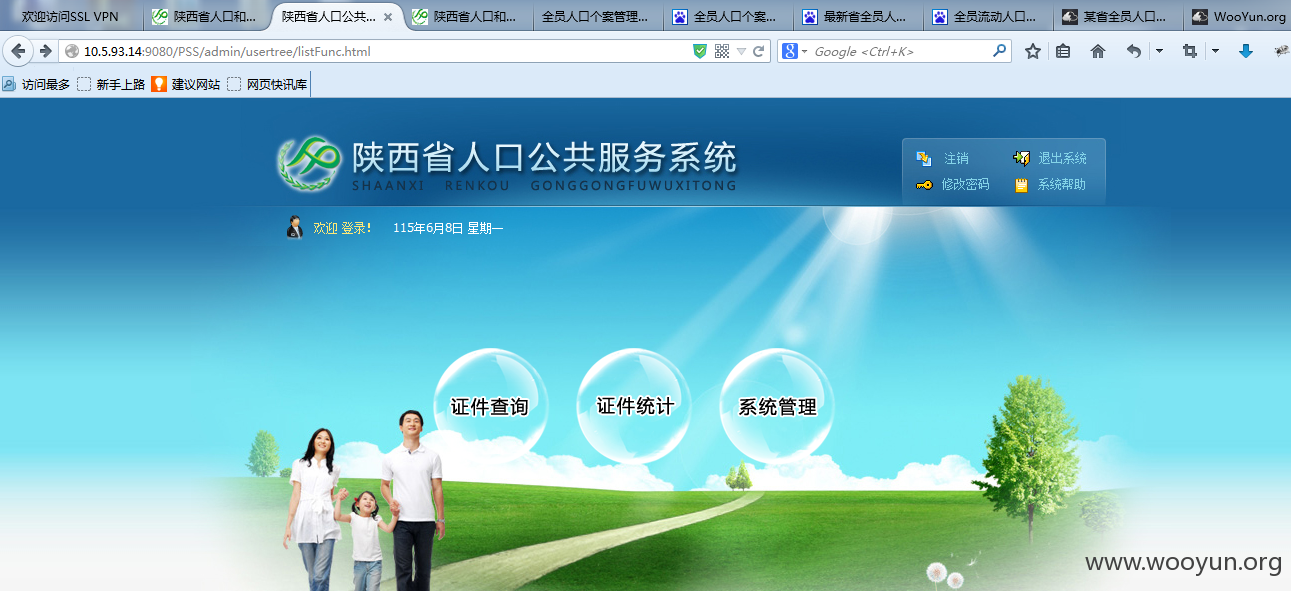 欢迎访问SSL VPN 陕西省人口和... 陕西省人口公共... 陕西省人口和... 全员人口个案管理... 全员人口个案... 最新省全员人... 全员流动人口... 某省全员人口... WooYun.org
10.5.93.14:9080/PSS/admin/usertree/listFunc.html Google <Ctrl+K>
访问最多 新手上路 建议网站 网页快讯库
陕西省人口公共服务系统
SHAANXI RENKOU GONGGONGFUWUXITONG
注销 退出系统
修改密码 系统帮助
欢迎 登录! 115年6月8日 星期一
证件查询 证件统计 系统管理
www.wooyun.org